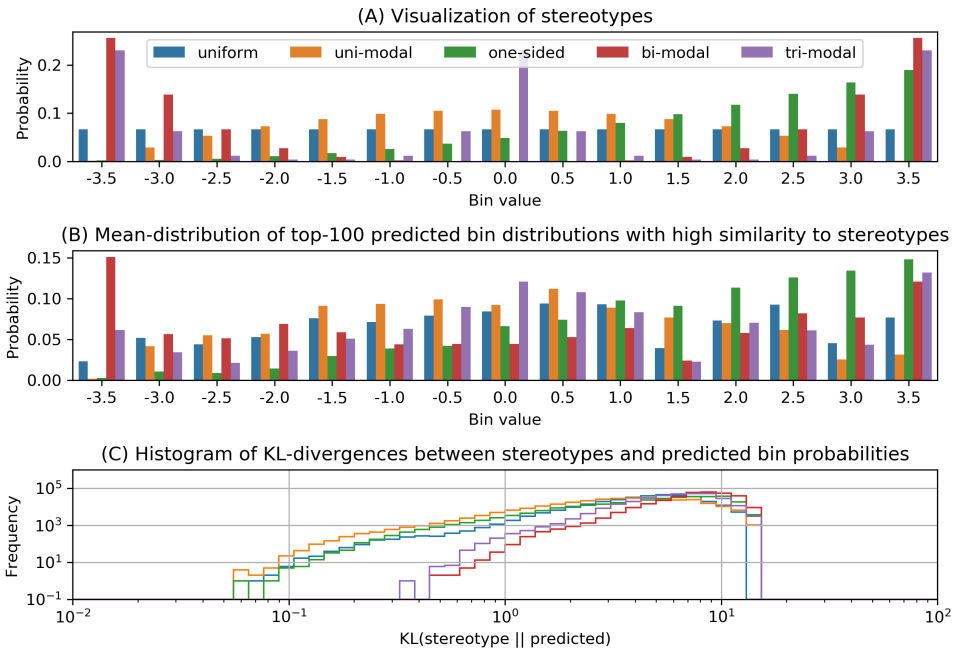 (A) Visualization of stereotypes
uniform uni-modal one-sided bi-modal tri-modal
Probability
0.2
0.1
0.0
-3.5 -3.0 -2.5 -2.0 -1.5 -1.0 -0.5 0.0 0.5 1.0 1.5 2.0 2.5 3.0 3.5
Bin value
(B) Mean-distribution of top-100 predicted bin distributions with high similarity to stereotypes
Probability
0.15
0.10
0.05
0.00
-3.5 -3.0 -2.5 -2.0 -1.5 -1.0 -0.5 0.0 0.5 1.0 1.5 2.0 2.5 3.0 3.5
Bin value
(C) Histogram of KL-divergences between stereotypes and predicted bin probabilities
Frequency
10⁵
10³
10¹
10⁻¹
10⁻² 10⁻¹ 10⁰ 10¹ 10²
KL(stereotype || predicted)